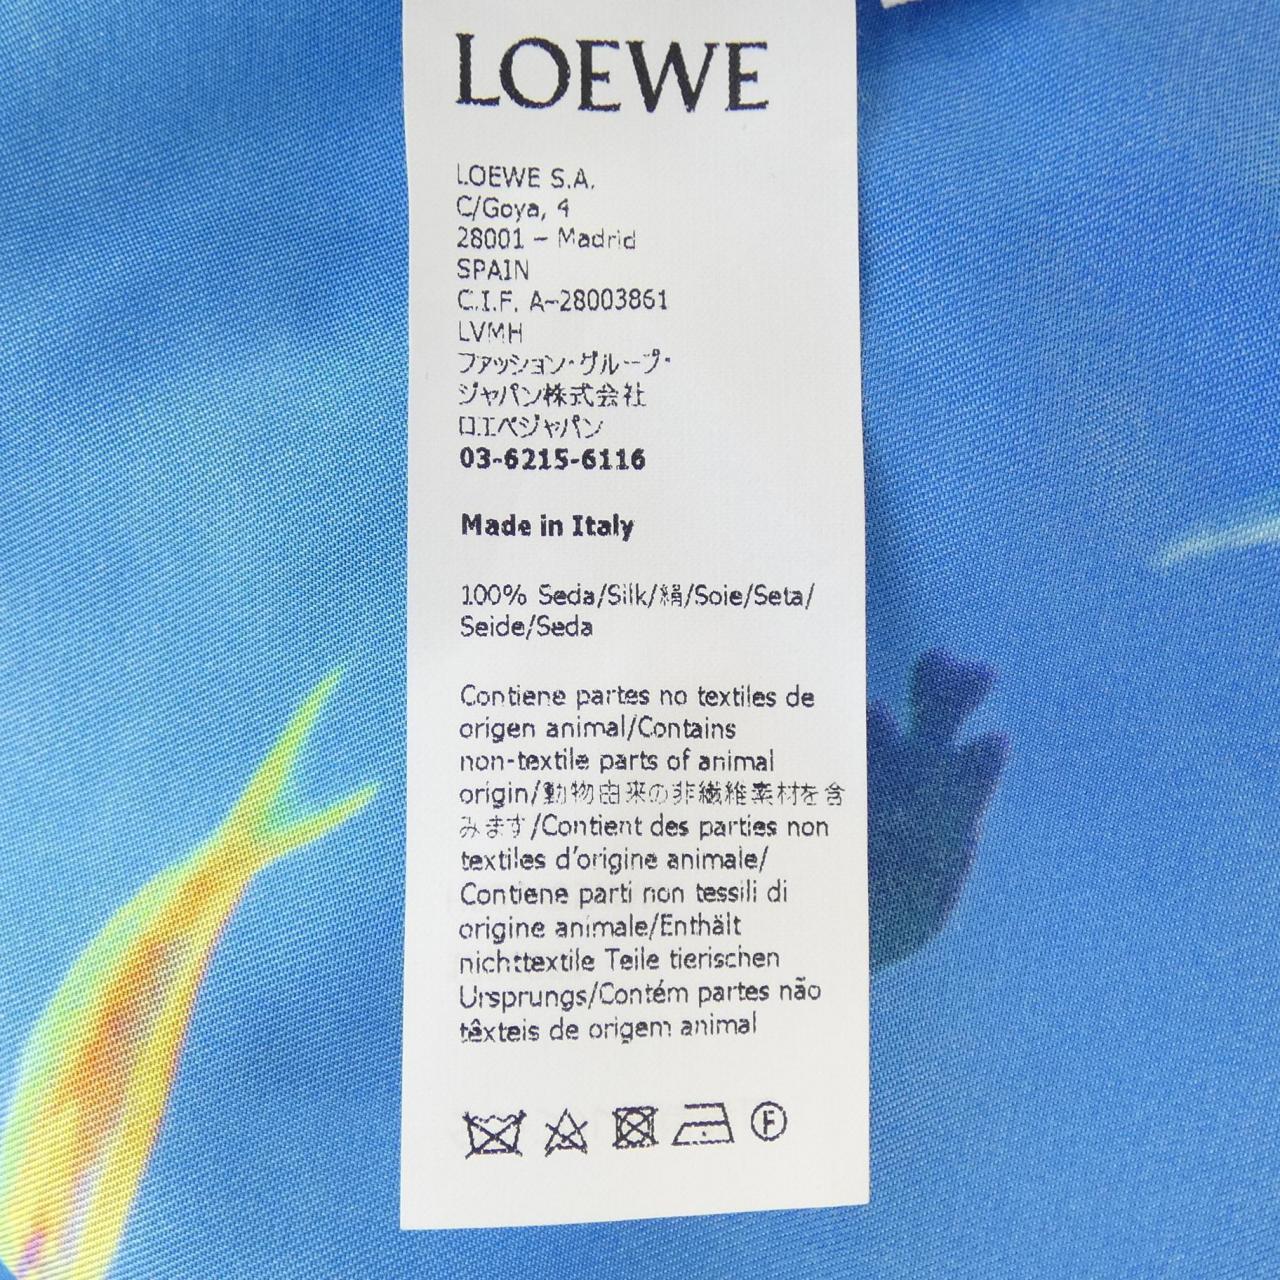 LOEWE
LOEWE S.A.
C/Goya, 4
28001 – Madrid
SPAIN
C.I.F. A-28003861
LVMH
ファッション・グループ・
ジャパン株式会社
ロエベジャパン
03-6215-6116
Made in Italy
100% Seda/Silk/絹/Soie/Seta/
Seide/Seda
Contiene partes no textiles de
origen animal/Contains
non-textile parts of animal
origin/動物由来の非繊維素材を含
みます/Contient des parties non
textiles d'origine animale/
Contiene parti non tessili di
origine animale/Enthält
nichttextile Teile tierischen
Ursprungs/Contém partes não
têxteis de origem animal
F